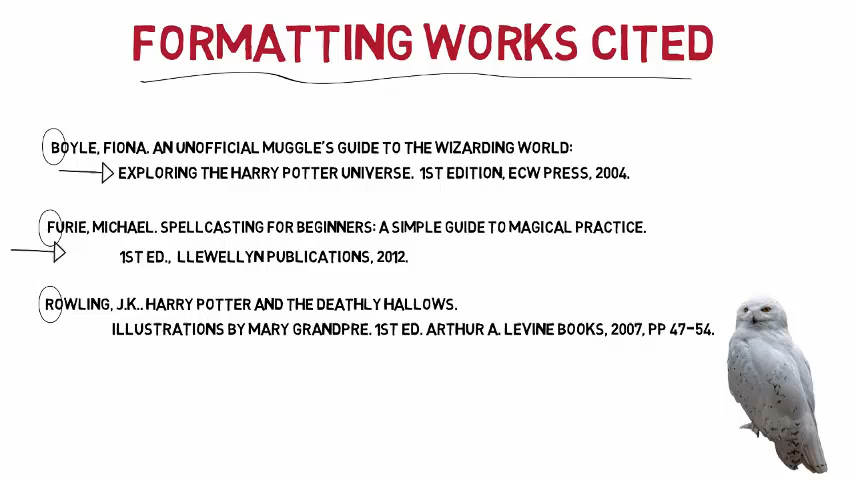 FORMATTING WORKS CITED
BOYLE, FIONA. AN UNOFFICIAL MUGGLE'S GUIDE TO THE WIZARDING WORLD:
EXPLORING THE HARRY POTTER UNIVERSE. 1ST EDITION, ECW PRESS, 2004.
FURIE, MICHAEL. SPELLCASTING FOR BEGINNERS: A SIMPLE GUIDE TO MAGICAL PRACTICE.
1ST ED., LLEWELLYN PUBLICATIONS, 2012.
ROWLING, J.K.. HARRY POTTER AND THE DEATHLY HALLOWS.
ILLUSTRATIONS BY MARY GRANDPRE. 1ST ED. ARTHUR A. LEVINE BOOKS, 2007, PP 47-54.